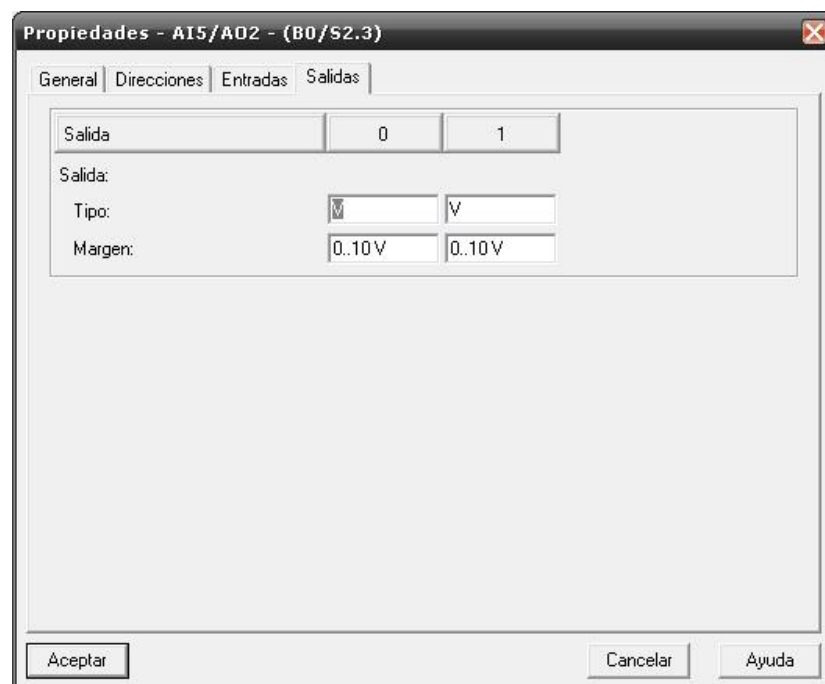 Propiedades - AI5/AO2 - (B0/S2.3)
General Direcciones Entradas Salidas
Salida 0 1
Salida:
Tipo: V V
Margen: 0..10 V 0..10 V
Aceptar Cancelar Ayuda